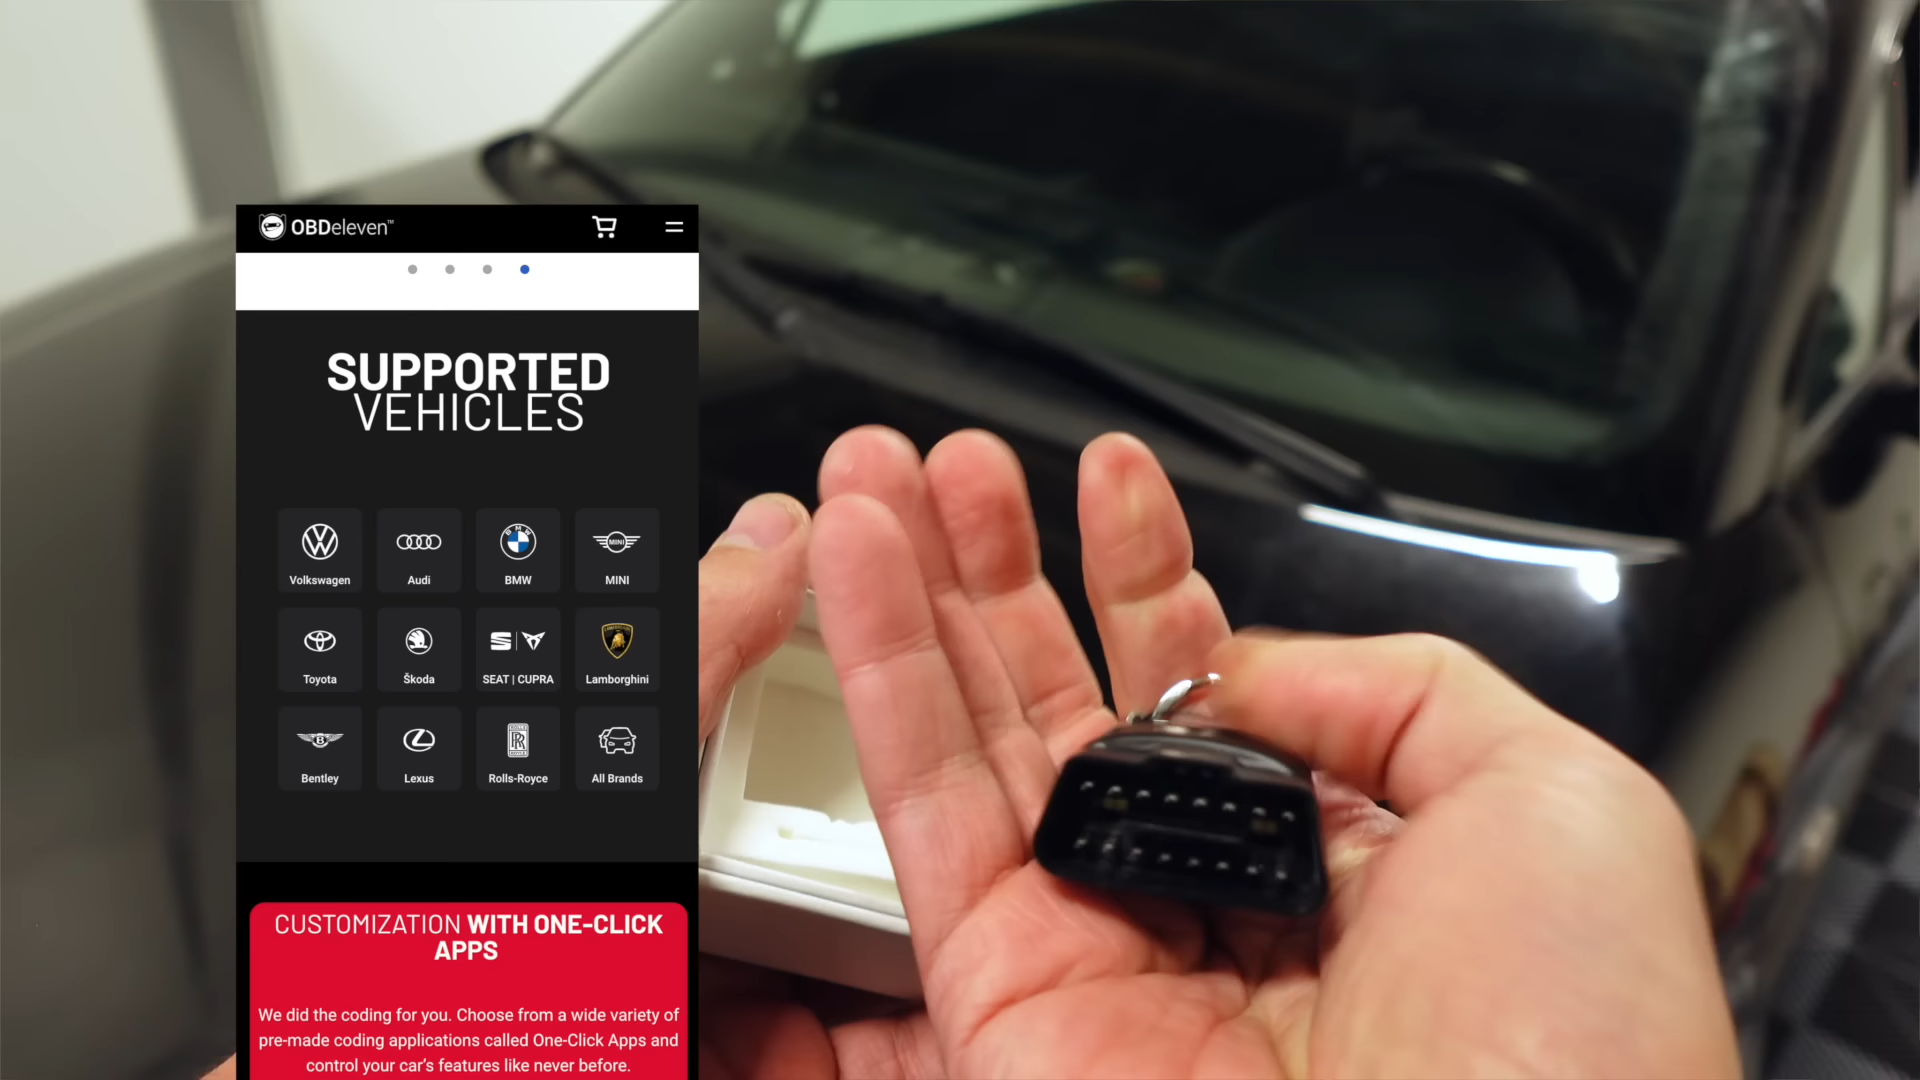 OBDeleven™
SUPPORTED
VEHICLES
Volkswagen
Audi
BMW
MINI
MINI
Toyota
Škoda
SEAT | CUPRA
Lamborghini
Bentley
Lexus
Rolls-Royce
All Brands
CUSTOMIZATION WITH ONE-CLICK
APPS
We did the coding for you. Choose from a wide variety of
pre-made coding applications called One-Click Apps and
control your car's features like never before.